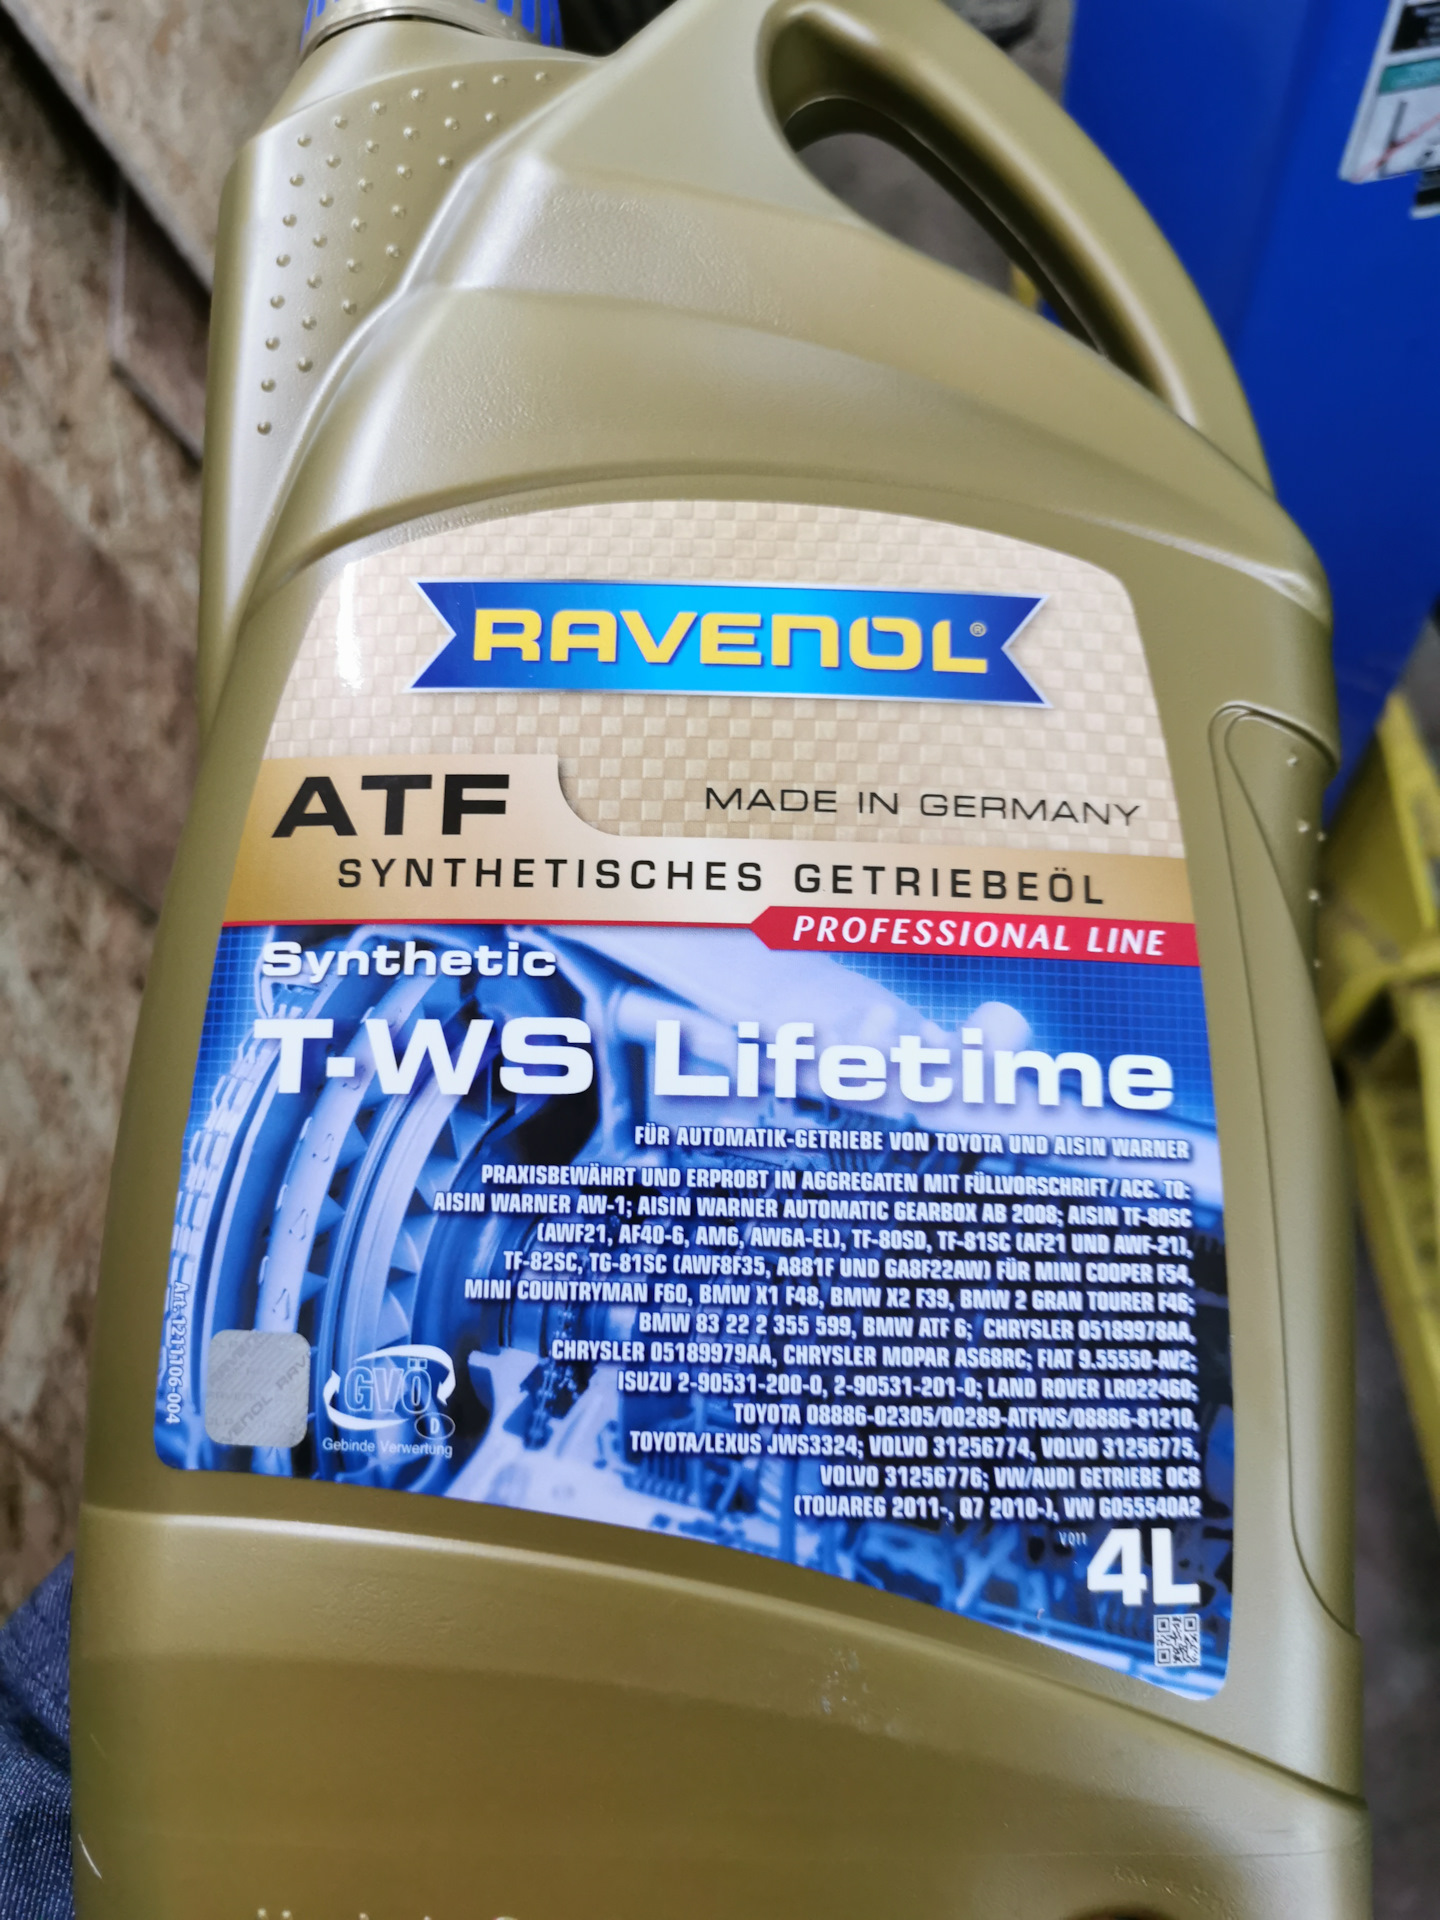 RAVENOL®
ATF
MADE IN GERMANY
SYNTHETISCHES GETRIEBEÖL
PROFESSIONAL LINE
Synthetic
T-WS Lifetime
FÜR AUTOMATIK-GETRIEBE VON TOYOTA UND AISIN WARNER
PRAXISBEWÄHRT UND ERPROBT IN AGGREGATEN MIT FÜLLVORSCHRIFT/ACC. TO:
AISIN WARNER AW-1; AISIN WARNER AUTOMATIC GEARBOX AB 2008; AISIN TF-80SC
(AWF21, AF40-6, AM6, AW6A-EL), TF-80SD, TF-81SC (AF21 UND AWF-21),
TF-82SC, TG-81SC (AWF8F35, A881F UND GA8F22AW) FÜR MINI COOPER F54,
MINI COUNTRYMAN F60, BMW X1 F48, BMW X2 F39, BMW 2 GRAN TOURER F46;
BMW 83 22 2 355 599, BMW ATF 6; CHRYSLER 05189978AA,
CHRYSLER 05189979AA, CHRYSLER MOPAR AS68RC; FIAT 9.55550-AV2;
ISUZU 2-90531-200-0, 2-90531-201-0; LAND ROVER LR022460;
TOYOTA 08886-02305/00289-ATFWS/08886-81210,
TOYOTA/LEXUS JWS3324; VOLVO 31256774, VOLVO 31256775,
VOLVO 31256776; VW/AUDI GETRIEBE 0C8
(TOUAREG 2011-, Q7 2010-), VW G055540A2
V011
4L
Art. 1211106-004
RAVENOL
GVÖ
D
Gebinde Verwertung